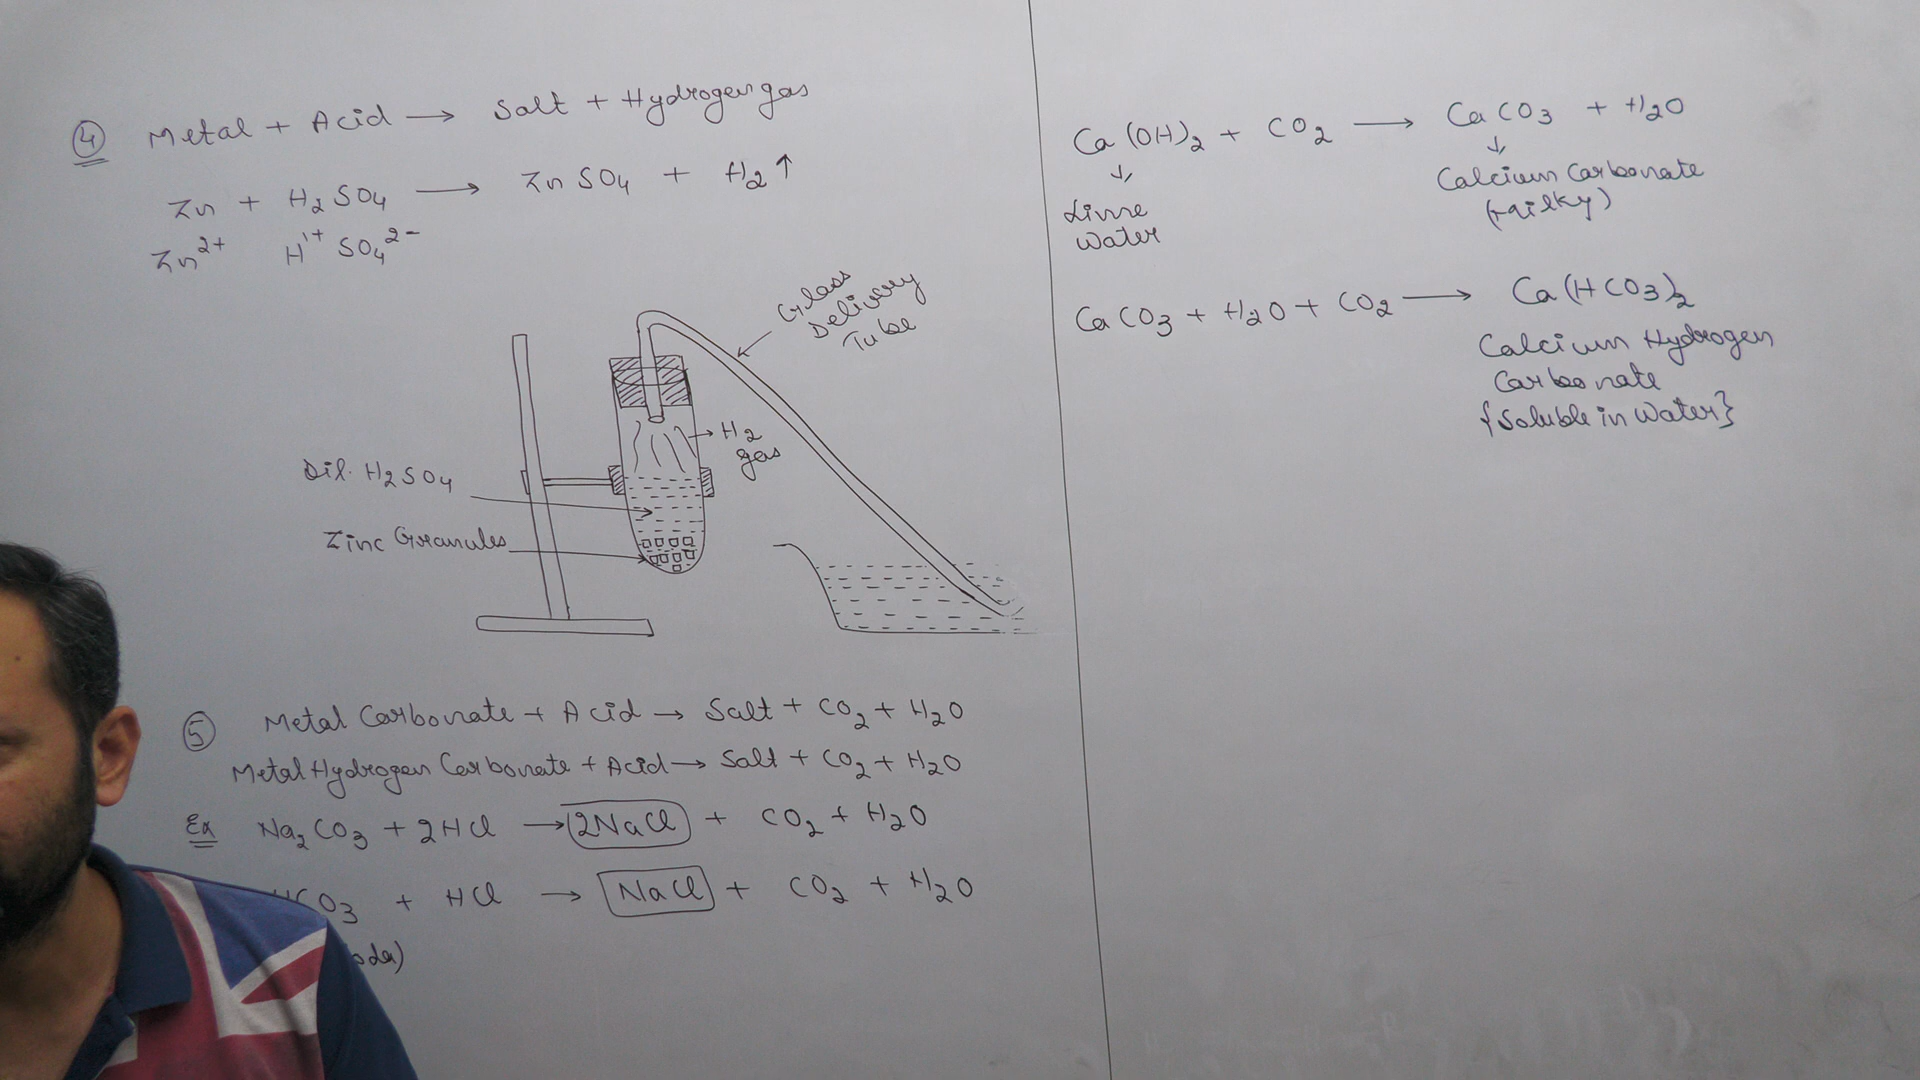 ④ Metal + Acid → Salt + Hydrogen gas
Zn + H₂SO₄ → ZnSO₄ + H₂↑
Zn²⁺ H¹⁺ SO₄²⁻
Glass
Delivery
Tube
H₂
gas
Dil. H₂SO₄
Zinc Granules
⑤ Metal Carbonate + Acid → Salt + CO₂ + H₂O
Metal Hydrogen Carbonate + Acid → Salt + CO₂ + H₂O
Ex Na₂CO₃ + 2HCl → 2NaCl + CO₂ + H₂O
HCO₃ + HCl → NaCl + CO₂ + H₂O
oda)
Ca(OH)₂ + CO₂ → CaCO₃ + H₂O
↓ ↓
Lime
Water
Calcium Carbonate
(Milky)
CaCO₃ + H₂O + CO₂ → Ca(HCO₃)₂
Calcium Hydrogen
Carbonate
{Soluble in Water}